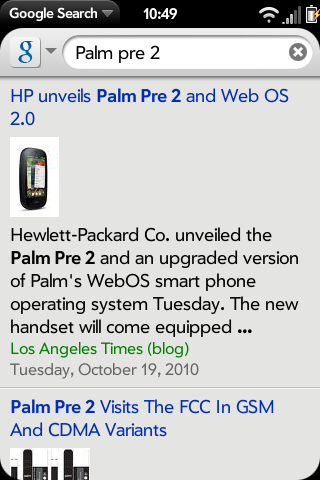 Google Search 10:49
g Palm pre 2
HP unveils Palm Pre 2 and Web OS
2.0
Hewlett-Packard Co. unveiled the
Palm Pre 2 and an upgraded version
of Palm's WebOS smart phone
operating system Tuesday. The new
handset will come equipped ...
Los Angeles Times (blog)
Tuesday, October 19, 2010
Palm Pre 2 Visits The FCC In GSM
And CDMA Variants